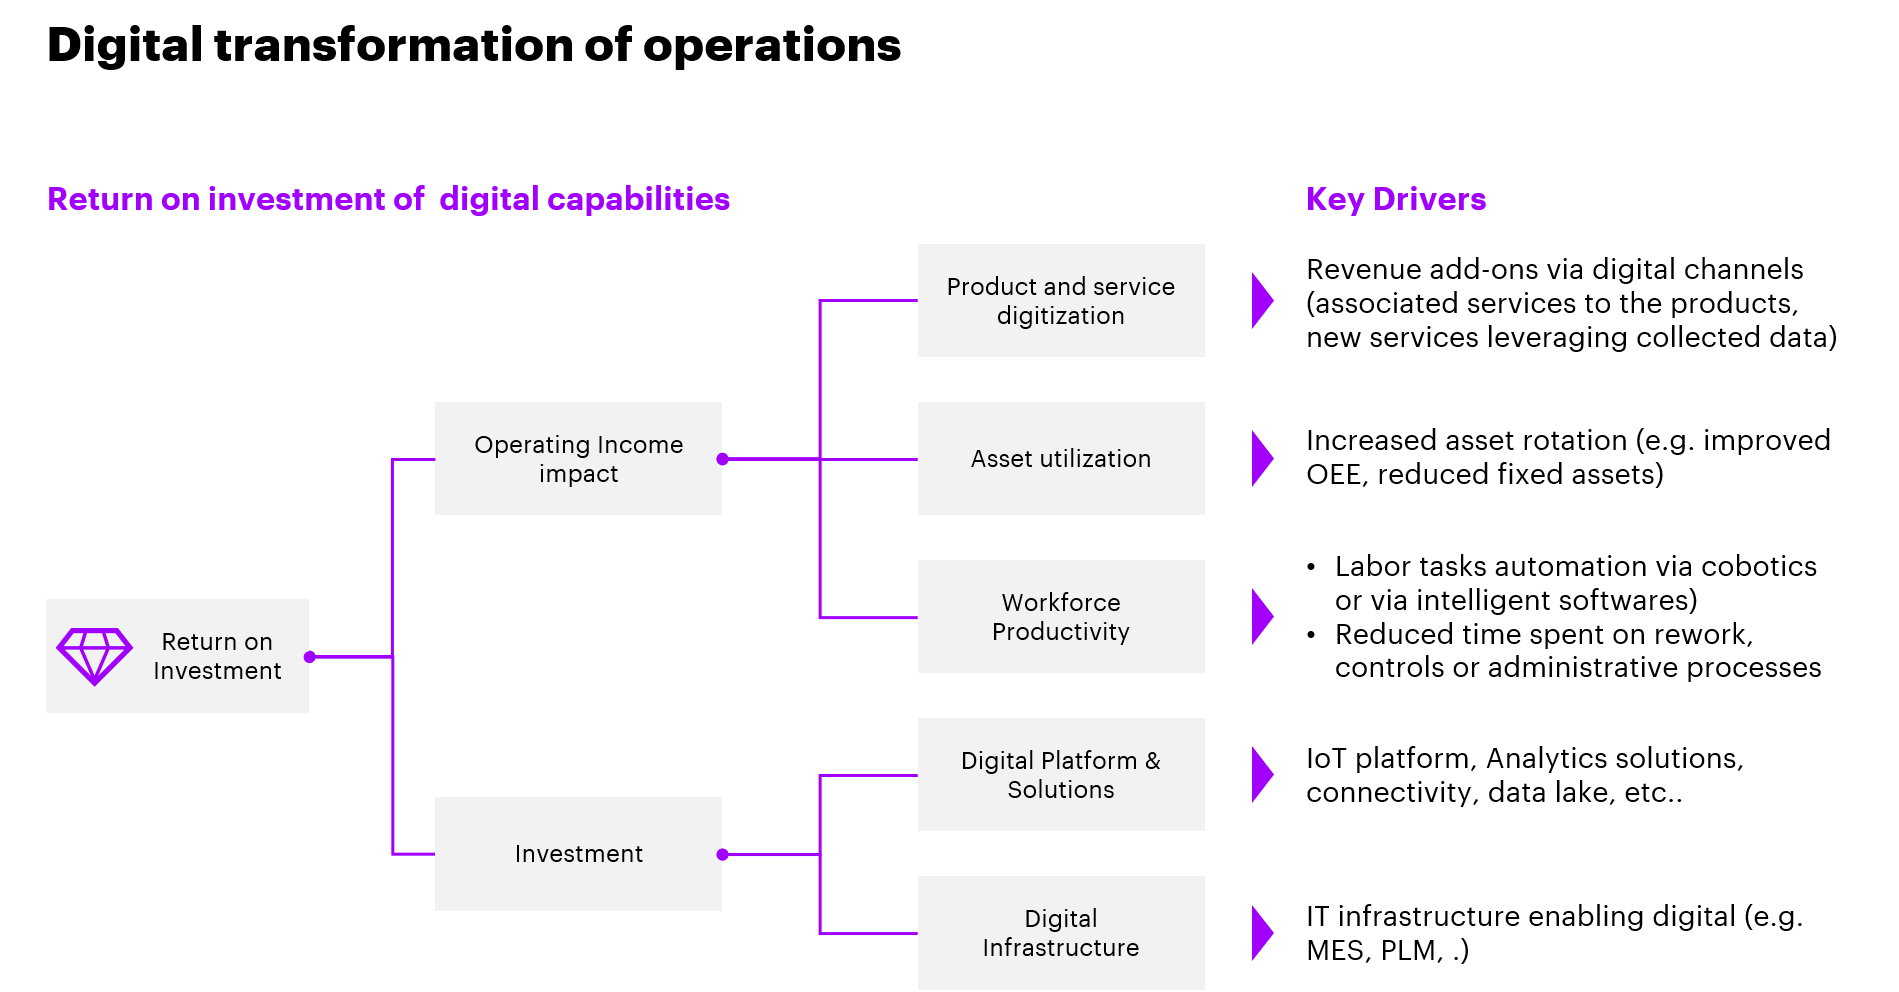 Digital transformation of operations
Return on investment of  digital capabilities
Key Drivers
Product and service
digitization
Revenue add-ons via digital channels
(associated services to the products,
new services leveraging collected data)
Operating Income
impact
Asset utilization
Increased asset rotation (e.g. improved
OEE, reduced fixed assets)
Workforce
Productivity
• Labor tasks automation via cobotics
or via intelligent softwares)
• Reduced time spent on rework,
controls or administrative processes
Return on
Investment
Digital Platform &
Solutions
IoT platform, Analytics solutions,
connectivity, data lake, etc..
Investment
Digital
Infrastructure
IT infrastructure enabling digital (e.g.
MES, PLM, .)